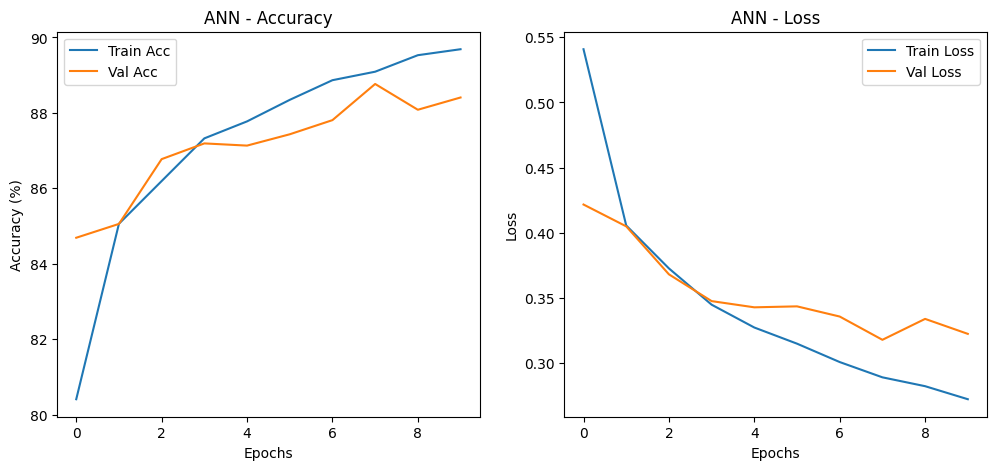 ANN - Accuracy
Train Acc
Val Acc
Accuracy (%)
90
88
86
84
82
80
0
2
4
6
8
Epochs
ANN - Loss
Train Loss
Val Loss
Loss
0.55
0.50
0.45
0.40
0.35
0.30
0
2
4
6
8
Epochs